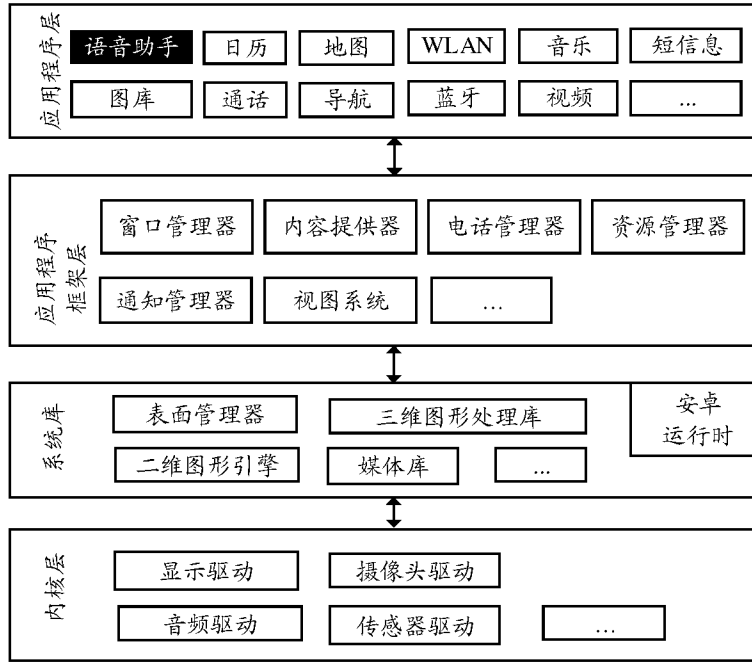 应用程序层
语音助手 日历 地图 WLAN 音乐 短信息
图库 通话 导航 蓝牙 视频 ...
应用程序
框架层
窗口管理器 内容提供器 电话管理器 资源管理器
通知管理器 视图系统 ...
系统库
表面管理器 三维图形处理库
安卓
运行时
二维图形引擎 媒体库 ...
内核层
显示驱动 摄像头驱动
音频驱动 传感器驱动 ...